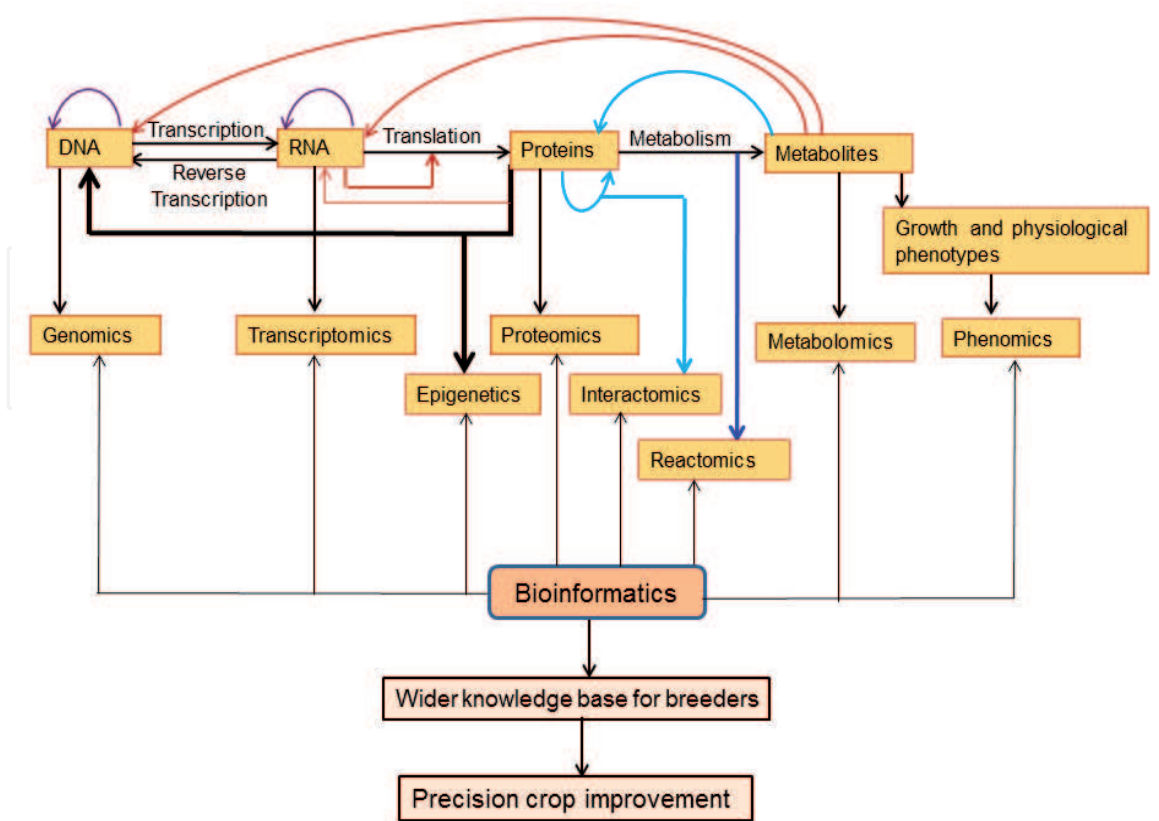 Transcription
Translation
Metabolism
DNA
RNA
Proteins
Metabolites
Reverse
Transcription
Growth and physiological
phenotypes
Genomics
Transcriptomics
Proteomics
Metabolomics
Phenomics
Epigenetics
Interactomics
Reactomics
Bioinformatics
Wider knowledge base for breeders
Precision crop improvement